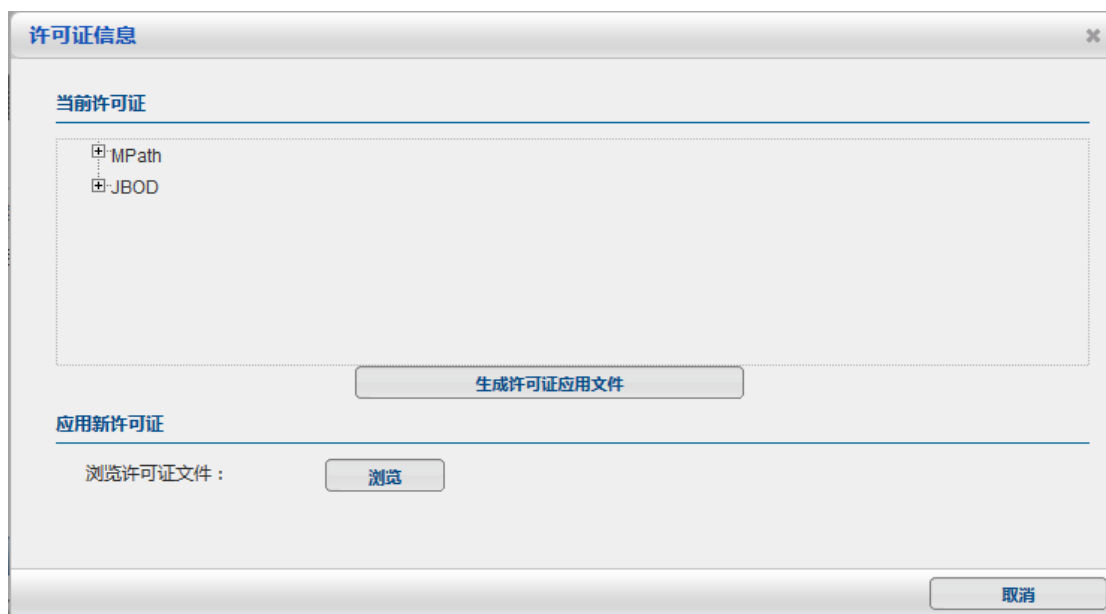 许可证信息
当前许可证
MPath
JBOD
生成许可证应用文件
应用新许可证
浏览许可证文件：
浏览
取消